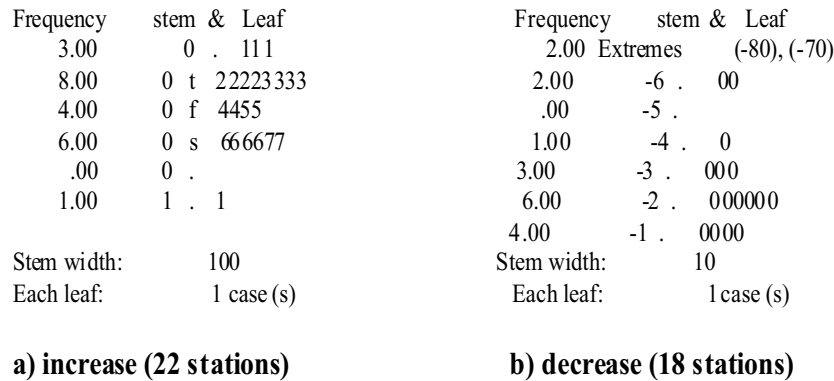 Frequency stem & Leaf
3.00 0 . 111
8.00 0 t 22223333
4.00 0 f 4455
6.00 0 s 666677
.00 0 .
1.00 1 . 1
Stem width: 100
Each leaf: 1 case (s)
a) increase (22 stations)
Frequency stem & Leaf
2.00 Extremes (-80), (-70)
2.00 -6 . 00
.00 -5 .
1.00 -4 . 0
3.00 -3 . 000
6.00 -2 . 000000
4.00 -1 . 0000
Stem width: 10
Each leaf: 1 case (s)
b) decrease (18 stations)